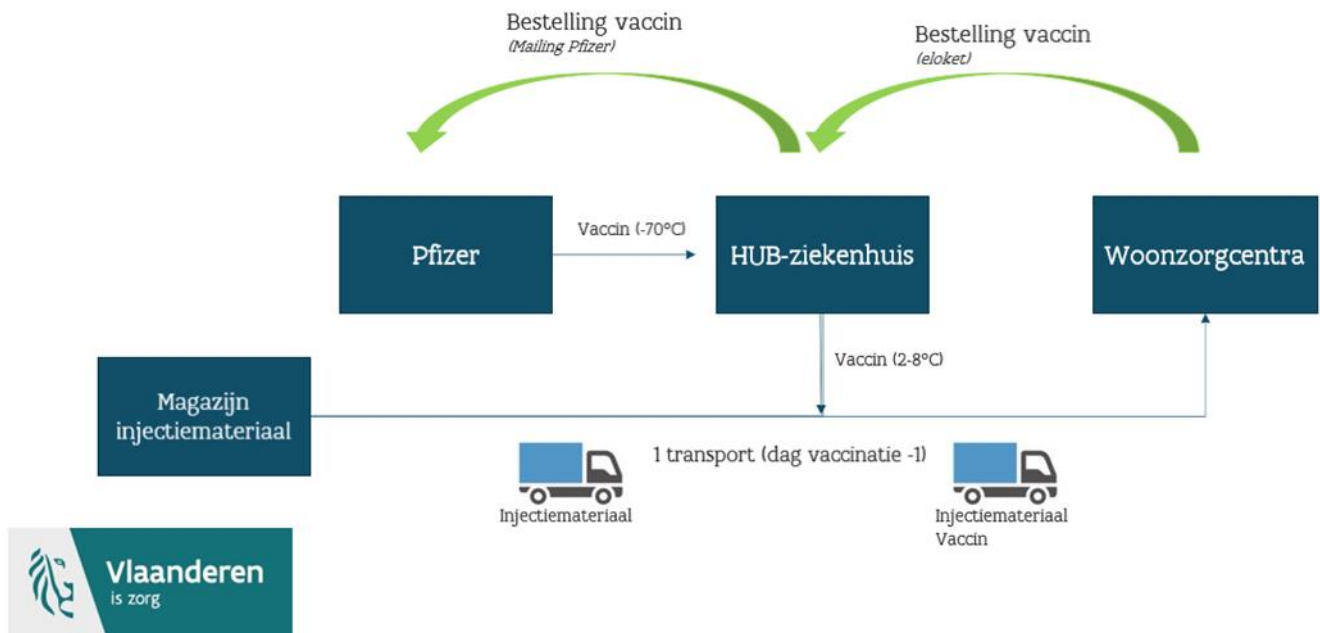 Bestelling vaccin
(Mailing Pfizer)
Bestelling vaccin
(eloket)
Pfizer
Vaccin (-70°C)
HUB-ziekenhuis
Woonzorgcentra
Vaccin (2-8°C)
Magazijn
injectiemateriaal
1 transport (dag vaccinatie -1)
Injectiemateriaal
Injectiemateriaal
Vaccin
Vlaanderen
is zorg